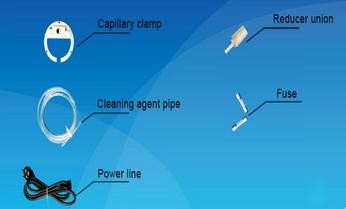 Capillary clamp
Reducer union
Cleaning agent pipe
Fuse
Power line